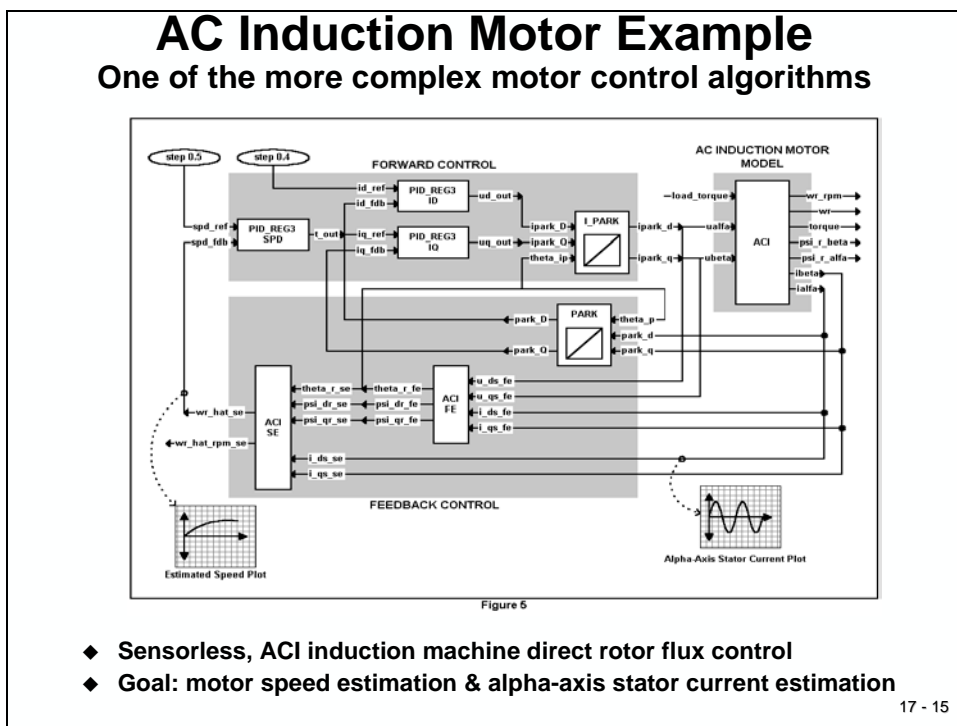 AC Induction Motor Example
One of the more complex motor control algorithms
step 0.5
step 0.4
FORWARD CONTROL
AC INDUCTION MOTOR
MODEL
id_ref
id_fdb
PID_REG3
ID
ud_out
load_torque
wr_rpm
wr
spd_ref
spd_fdb
PID_REG3
SPD
t_out
iq_ref
iq_fdb
PID_REG3
IQ
uq_out
ipark_D
ipark_Q
theta_ip
I_PARK
ipark_d
ipark_q
ualfa
ubeta
ACI
torque
psi_r_beta
psi_r_alfa
ibeta
ialfa
park_D
park_Q
PARK
theta_p
park_d
park_q
wr_hat_se
wr_hat_rpm_se
ACI
SE
theta_r_se
psi_dr_se
psi_qr_se
theta_r_fe
psi_dr_fe
psi_qr_fe
ACI
FE
u_ds_fe
u_qs_fe
i_ds_fe
i_qs_fe
i_ds_se
i_qs_se
FEEDBACK CONTROL
Estimated Speed Plot
Alpha-Axis Stator Current Plot
Figure 5
◆ Sensorless, ACI induction machine direct rotor flux control
◆ Goal: motor speed estimation & alpha-axis stator current estimation
17 - 15